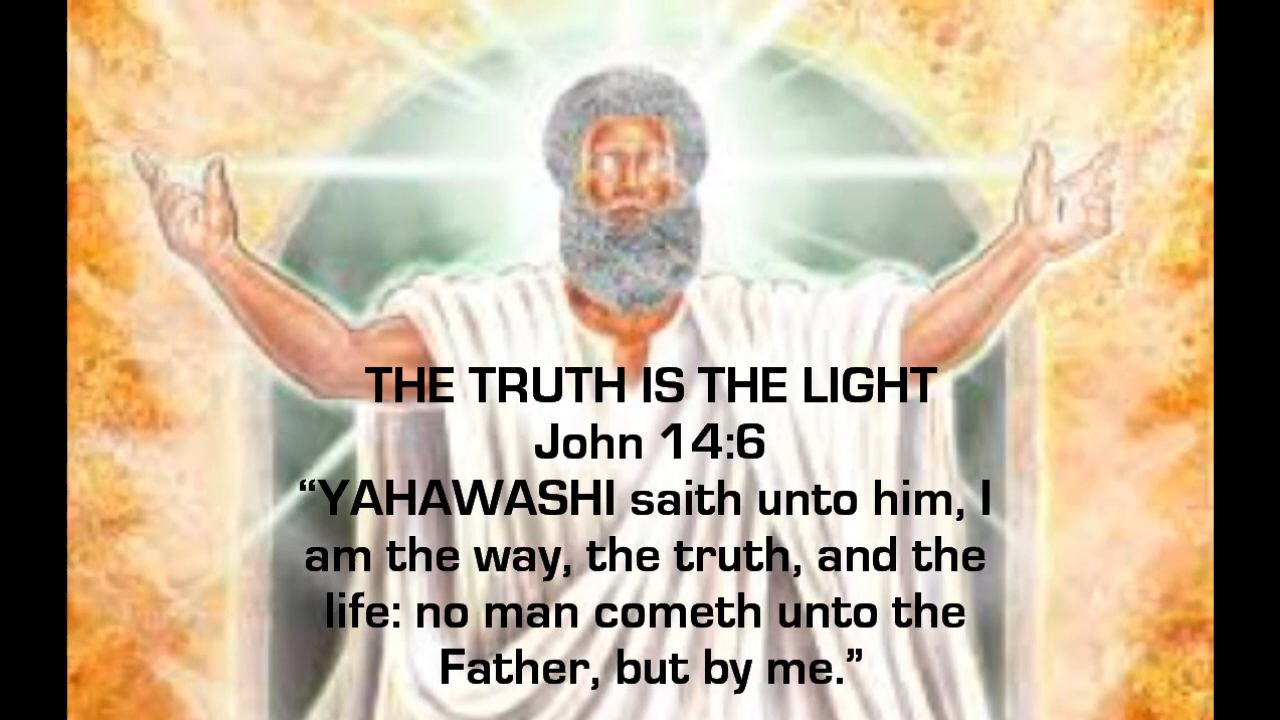 THE TRUTH IS THE LIGHT
John 14:6
“YAHAWASHI saith unto him, I
am the way, the truth, and the
life: no man cometh unto the
Father, but by me.”